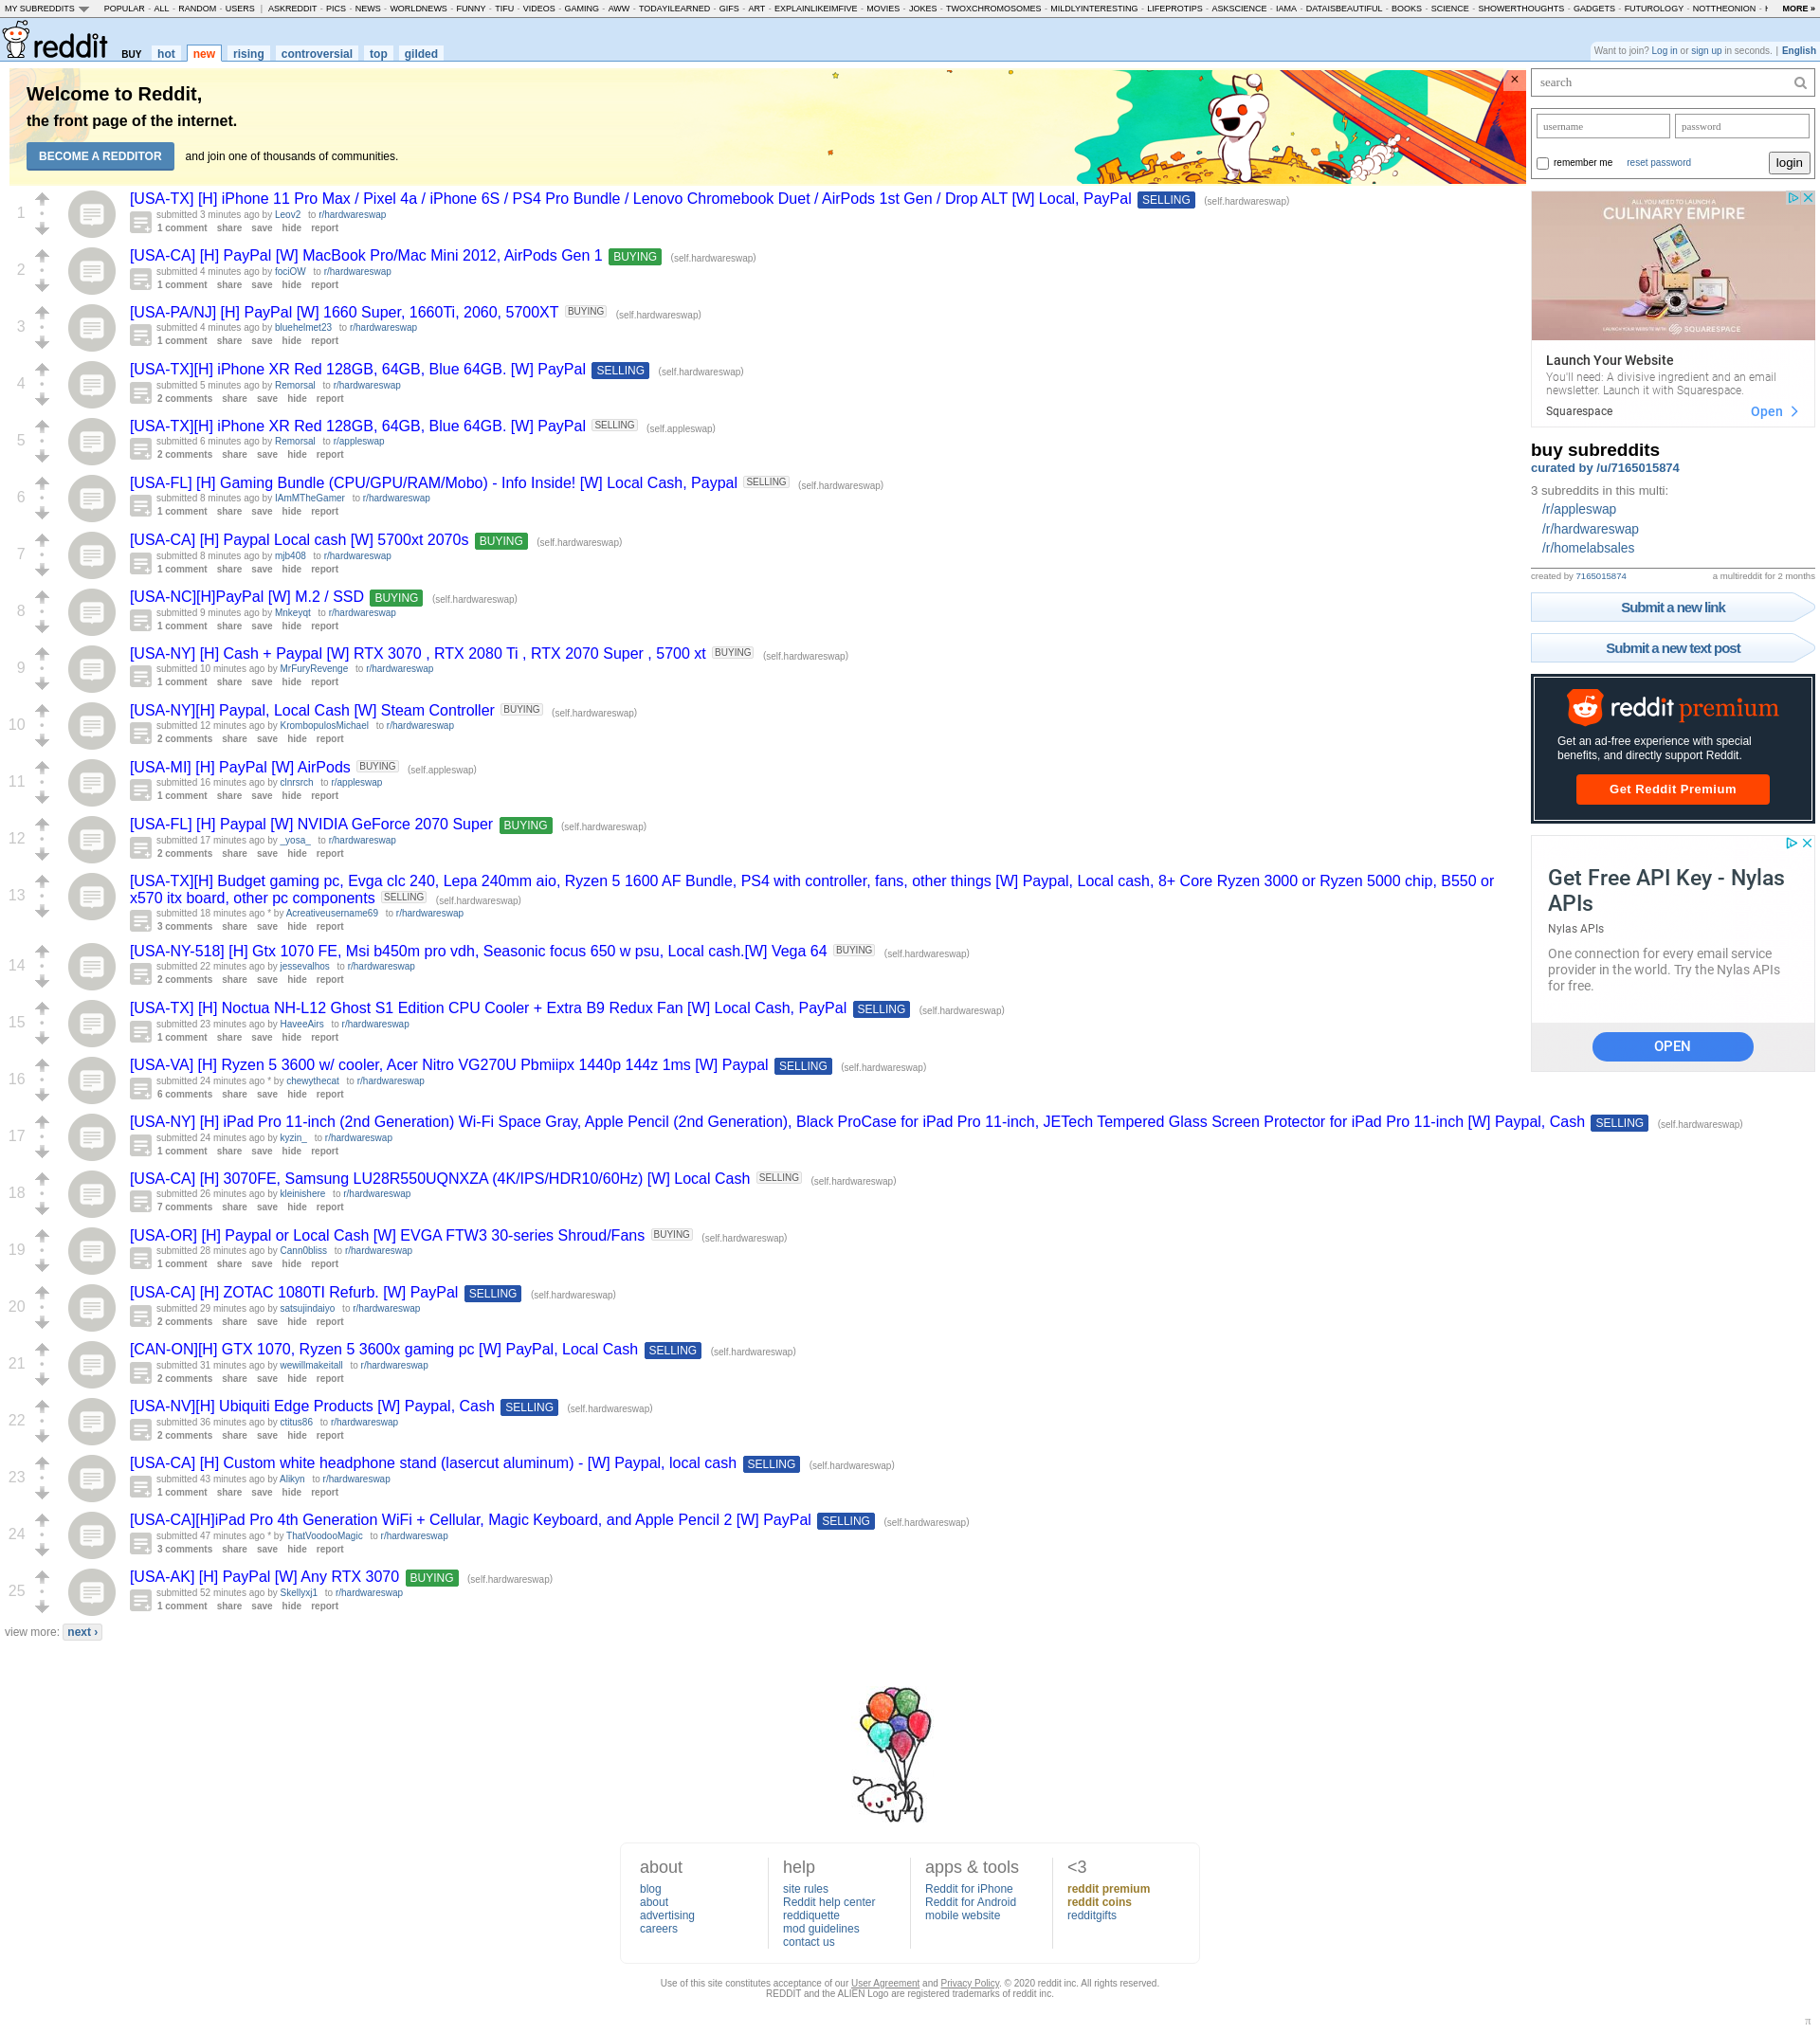 MY SUBREDDITS POPULAR - ALL - RANDOM - USERS | ASKREDDIT - PICS - NEWS - WORLDNEWS - FUNNY - TIFU - VIDEOS - GAMING - AWW - TODAYILEARNED - GIFS - ART - EXPLAINLIKEIMFIVE - MOVIES - JOKES - TWOXCHROMOSOMES - MILDLYINTERESTING - LIFEPROTIPS - ASKSCIENCE - IAMA - DATAISBEAUTIFUL - BOOKS - SCIENCE - SHOWERTHOUGHTS - GADGETS - FUTUROLOGY - NOTTHEONION - MORE »
reddit BUY hot new rising controversial top gilded
Want to join? Log in or sign up in seconds. | English
Welcome to Reddit,
the front page of the internet.
BECOME A REDDITOR and join one of thousands of communities.
×
1
[USA-TX] [H] iPhone 11 Pro Max / Pixel 4a / iPhone 6S / PS4 Pro Bundle / Lenovo Chromebook Duet / AirPods 1st Gen / Drop ALT [W] Local, PayPal SELLING (self.hardwareswap)
submitted 3 minutes ago by Leov2 to r/hardwareswap
1 comment share save hide report
2
[USA-CA] [H] PayPal [W] MacBook Pro/Mac Mini 2012, AirPods Gen 1 BUYING (self.hardwareswap)
submitted 4 minutes ago by fociOW to r/hardwareswap
1 comment share save hide report
3
[USA-PA/NJ] [H] PayPal [W] 1660 Super, 1660Ti, 2060, 5700XT BUYING (self.hardwareswap)
submitted 4 minutes ago by bluehelmet23 to r/hardwareswap
1 comment share save hide report
4
[USA-TX][H] iPhone XR Red 128GB, 64GB, Blue 64GB. [W] PayPal SELLING (self.hardwareswap)
submitted 5 minutes ago by Remorsal to r/hardwareswap
2 comments share save hide report
5
[USA-TX][H] iPhone XR Red 128GB, 64GB, Blue 64GB. [W] PayPal SELLING (self.appleswap)
submitted 6 minutes ago by Remorsal to r/appleswap
2 comments share save hide report
6
[USA-FL] [H] Gaming Bundle (CPU/GPU/RAM/Mobo) - Info Inside! [W] Local Cash, Paypal SELLING (self.hardwareswap)
submitted 8 minutes ago by IAmMTheGamer to r/hardwareswap
1 comment share save hide report
7
[USA-CA] [H] Paypal Local cash [W] 5700xt 2070s BUYING (self.hardwareswap)
submitted 8 minutes ago by mjb408 to r/hardwareswap
1 comment share save hide report
8
[USA-NC][H]PayPal [W] M.2 / SSD BUYING (self.hardwareswap)
submitted 9 minutes ago by Mnkeyqt to r/hardwareswap
1 comment share save hide report
9
[USA-NY] [H] Cash + Paypal [W] RTX 3070 , RTX 2080 Ti , RTX 2070 Super , 5700 xt BUYING (self.hardwareswap)
submitted 10 minutes ago by MrFuryRevenge to r/hardwareswap
1 comment share save hide report
10
[USA-NY][H] Paypal, Local Cash [W] Steam Controller BUYING (self.hardwareswap)
submitted 12 minutes ago by KrombopulosMichael to r/hardwareswap
2 comments share save hide report
11
[USA-MI] [H] PayPal [W] AirPods BUYING (self.appleswap)
submitted 16 minutes ago by clnrsrch to r/appleswap
1 comment share save hide report
12
[USA-FL] [H] Paypal [W] NVIDIA GeForce 2070 Super BUYING (self.hardwareswap)
submitted 17 minutes ago by _yosa_ to r/hardwareswap
2 comments share save hide report
13
[USA-TX][H] Budget gaming pc, Evga clc 240, Lepa 240mm aio, Ryzen 5 1600 AF Bundle, PS4 with controller, fans, other things [W] Paypal, Local cash, 8+ Core Ryzen 3000 or Ryzen 5000 chip, B550 or
x570 itx board, other pc components SELLING (self.hardwareswap)
submitted 18 minutes ago * by Acreativeusername69 to r/hardwareswap
3 comments share save hide report
14
[USA-NY-518] [H] Gtx 1070 FE, Msi b450m pro vdh, Seasonic focus 650 w psu, Local cash.[W] Vega 64 BUYING (self.hardwareswap)
submitted 22 minutes ago by jessevalhos to r/hardwareswap
2 comments share save hide report
15
[USA-TX] [H] Noctua NH-L12 Ghost S1 Edition CPU Cooler + Extra B9 Redux Fan [W] Local Cash, PayPal SELLING (self.hardwareswap)
submitted 23 minutes ago by HaveeAirs to r/hardwareswap
1 comment share save hide report
16
[USA-VA] [H] Ryzen 5 3600 w/ cooler, Acer Nitro VG270U Pbmiipx 1440p 144z 1ms [W] Paypal SELLING (self.hardwareswap)
submitted 24 minutes ago * by chewythecat to r/hardwareswap
6 comments share save hide report
17
[USA-NY] [H] iPad Pro 11-inch (2nd Generation) Wi-Fi Space Gray, Apple Pencil (2nd Generation), Black ProCase for iPad Pro 11-inch, JETech Tempered Glass Screen Protector for iPad Pro 11-inch [W] Paypal, Cash SELLING (self.hardwareswap)
submitted 24 minutes ago by kyzin_ to r/hardwareswap
1 comment share save hide report
18
[USA-CA] [H] 3070FE, Samsung LU28R550UQNXZA (4K/IPS/HDR10/60Hz) [W] Local Cash SELLING (self.hardwareswap)
submitted 26 minutes ago by kleinishere to r/hardwareswap
7 comments share save hide report
19
[USA-OR] [H] Paypal or Local Cash [W] EVGA FTW3 30-series Shroud/Fans BUYING (self.hardwareswap)
submitted 28 minutes ago by Cann0bliss to r/hardwareswap
1 comment share save hide report
20
[USA-CA] [H] ZOTAC 1080TI Refurb. [W] PayPal SELLING (self.hardwareswap)
submitted 29 minutes ago by satsujindaiyo to r/hardwareswap
2 comments share save hide report
21
[CAN-ON][H] GTX 1070, Ryzen 5 3600x gaming pc [W] PayPal, Local Cash SELLING (self.hardwareswap)
submitted 31 minutes ago by wewillmakeitall to r/hardwareswap
2 comments share save hide report
22
[USA-NV][H] Ubiquiti Edge Products [W] Paypal, Cash SELLING (self.hardwareswap)
submitted 36 minutes ago by ctitus86 to r/hardwareswap
2 comments share save hide report
23
[USA-CA] [H] Custom white headphone stand (lasercut aluminum) - [W] Paypal, local cash SELLING (self.hardwareswap)
submitted 43 minutes ago by Alikyn to r/hardwareswap
1 comment share save hide report
24
[USA-CA][H]iPad Pro 4th Generation WiFi + Cellular, Magic Keyboard, and Apple Pencil 2 [W] PayPal SELLING (self.hardwareswap)
submitted 47 minutes ago * by ThatVoodooMagic to r/hardwareswap
3 comments share save hide report
25
[USA-AK] [H] PayPal [W] Any RTX 3070 BUYING (self.hardwareswap)
submitted 52 minutes ago by Skellyxj1 to r/hardwareswap
1 comment share save hide report
view more: next ›
search
username password
remember me reset password login
ALL YOU NEED TO LAUNCH A
CULINARY EMPIRE
LAUNCH YOUR WEBSITE WITH SQUARESPACE
Launch Your Website
You'll need: A divisive ingredient and an email
newsletter. Launch it with Squarespace.
Squarespace Open
buy subreddits
curated by /u/7165015874
3 subreddits in this multi:
/r/appleswap
/r/hardwareswap
/r/homelabsales
created by 7165015874 a multireddit for 2 months
Submit a new link
Submit a new text post
reddit premium
Get an ad-free experience with special
benefits, and directly support Reddit.
Get Reddit Premium
Get Free API Key - Nylas
APIs
Nylas APIs
One connection for every email service
provider in the world. Try the Nylas APIs
for free.
OPEN
about
blog
about
advertising
careers
help
site rules
Reddit help center
reddiquette
mod guidelines
contact us
apps & tools
Reddit for iPhone
Reddit for Android
mobile website
<3
reddit premium
reddit coins
redditgifts
Use of this site constitutes acceptance of our User Agreement and Privacy Policy. © 2020 reddit inc. All rights reserved.
REDDIT and the ALIEN Logo are registered trademarks of reddit inc.
π